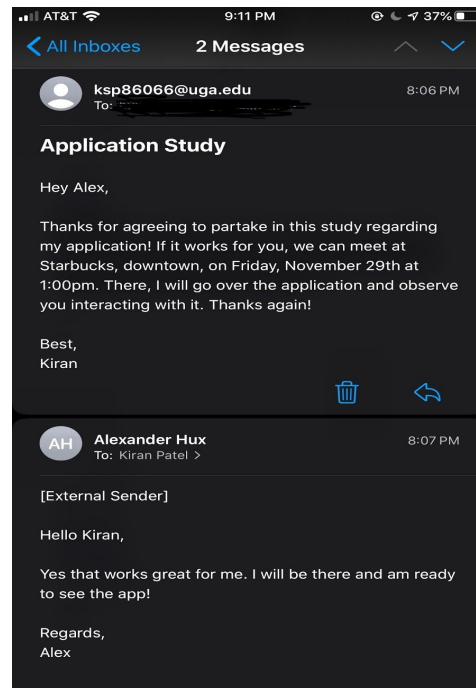 AT&T 9:11 PM 37%
All Inboxes 2 Messages
ksp86066@uga.edu 8:06 PM
To:
Application Study
Hey Alex,
Thanks for agreeing to partake in this study regarding
my application! If it works for you, we can meet at
Starbucks, downtown, on Friday, November 29th at
1:00pm. There, I will go over the application and observe
you interacting with it. Thanks again!
Best,
Kiran
AH Alexander Hux 8:07 PM
To: Kiran Patel >
[External Sender]
Hello Kiran,
Yes that works great for me. I will be there and am ready
to see the app!
Regards,
Alex